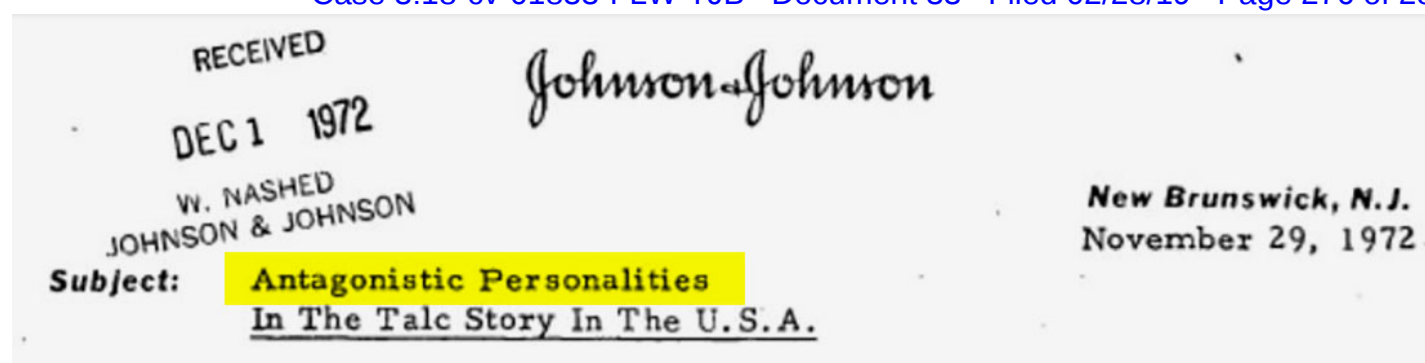 RECEIVED
DEC 1 1972
W. NASHED
JOHNSON & JOHNSON
Johnson & Johnson
New Brunswick, N.J.
November 29, 1972
Subject: Antagonistic Personalities
In The Talc Story In The U.S.A.